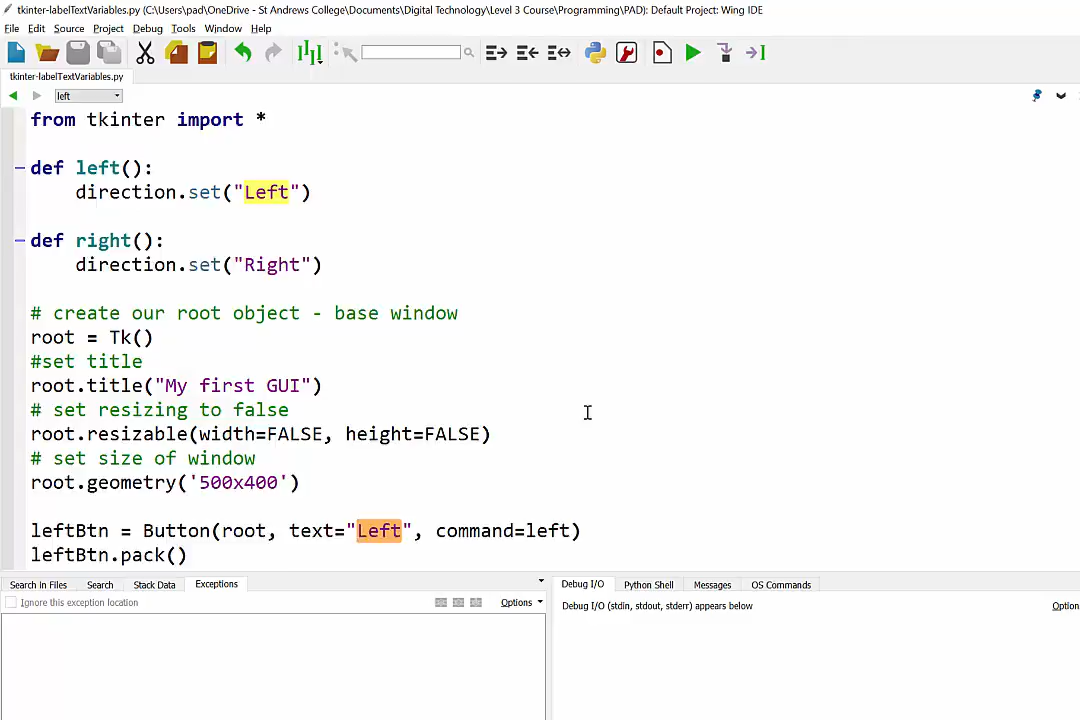 tkinter-labelTextVariables.py (C:\Users\pad\OneDrive - St Andrews College\Documents\Digital Technology\Level 3 Course\Programming\PAD): Default Project: Wing IDE
File Edit Source Project Debug Tools Window Help
tkinter-labelTextVariables.py
left
from tkinter import *
def left():
direction.set("Left")
def right():
direction.set("Right")
# create our root object - base window
root = Tk()
#set title
root.title("My first GUI")
# set resizing to false
root.resizable(width=FALSE, height=FALSE)
# set size of window
root.geometry('500x400')
leftBtn = Button(root, text="Left", command=left)
leftBtn.pack()
Search in Files Search Stack Data Exceptions
Ignore this exception location Options
Debug I/O Python Shell Messages OS Commands
Debug I/O (stdin, stdout, stderr) appears below Option